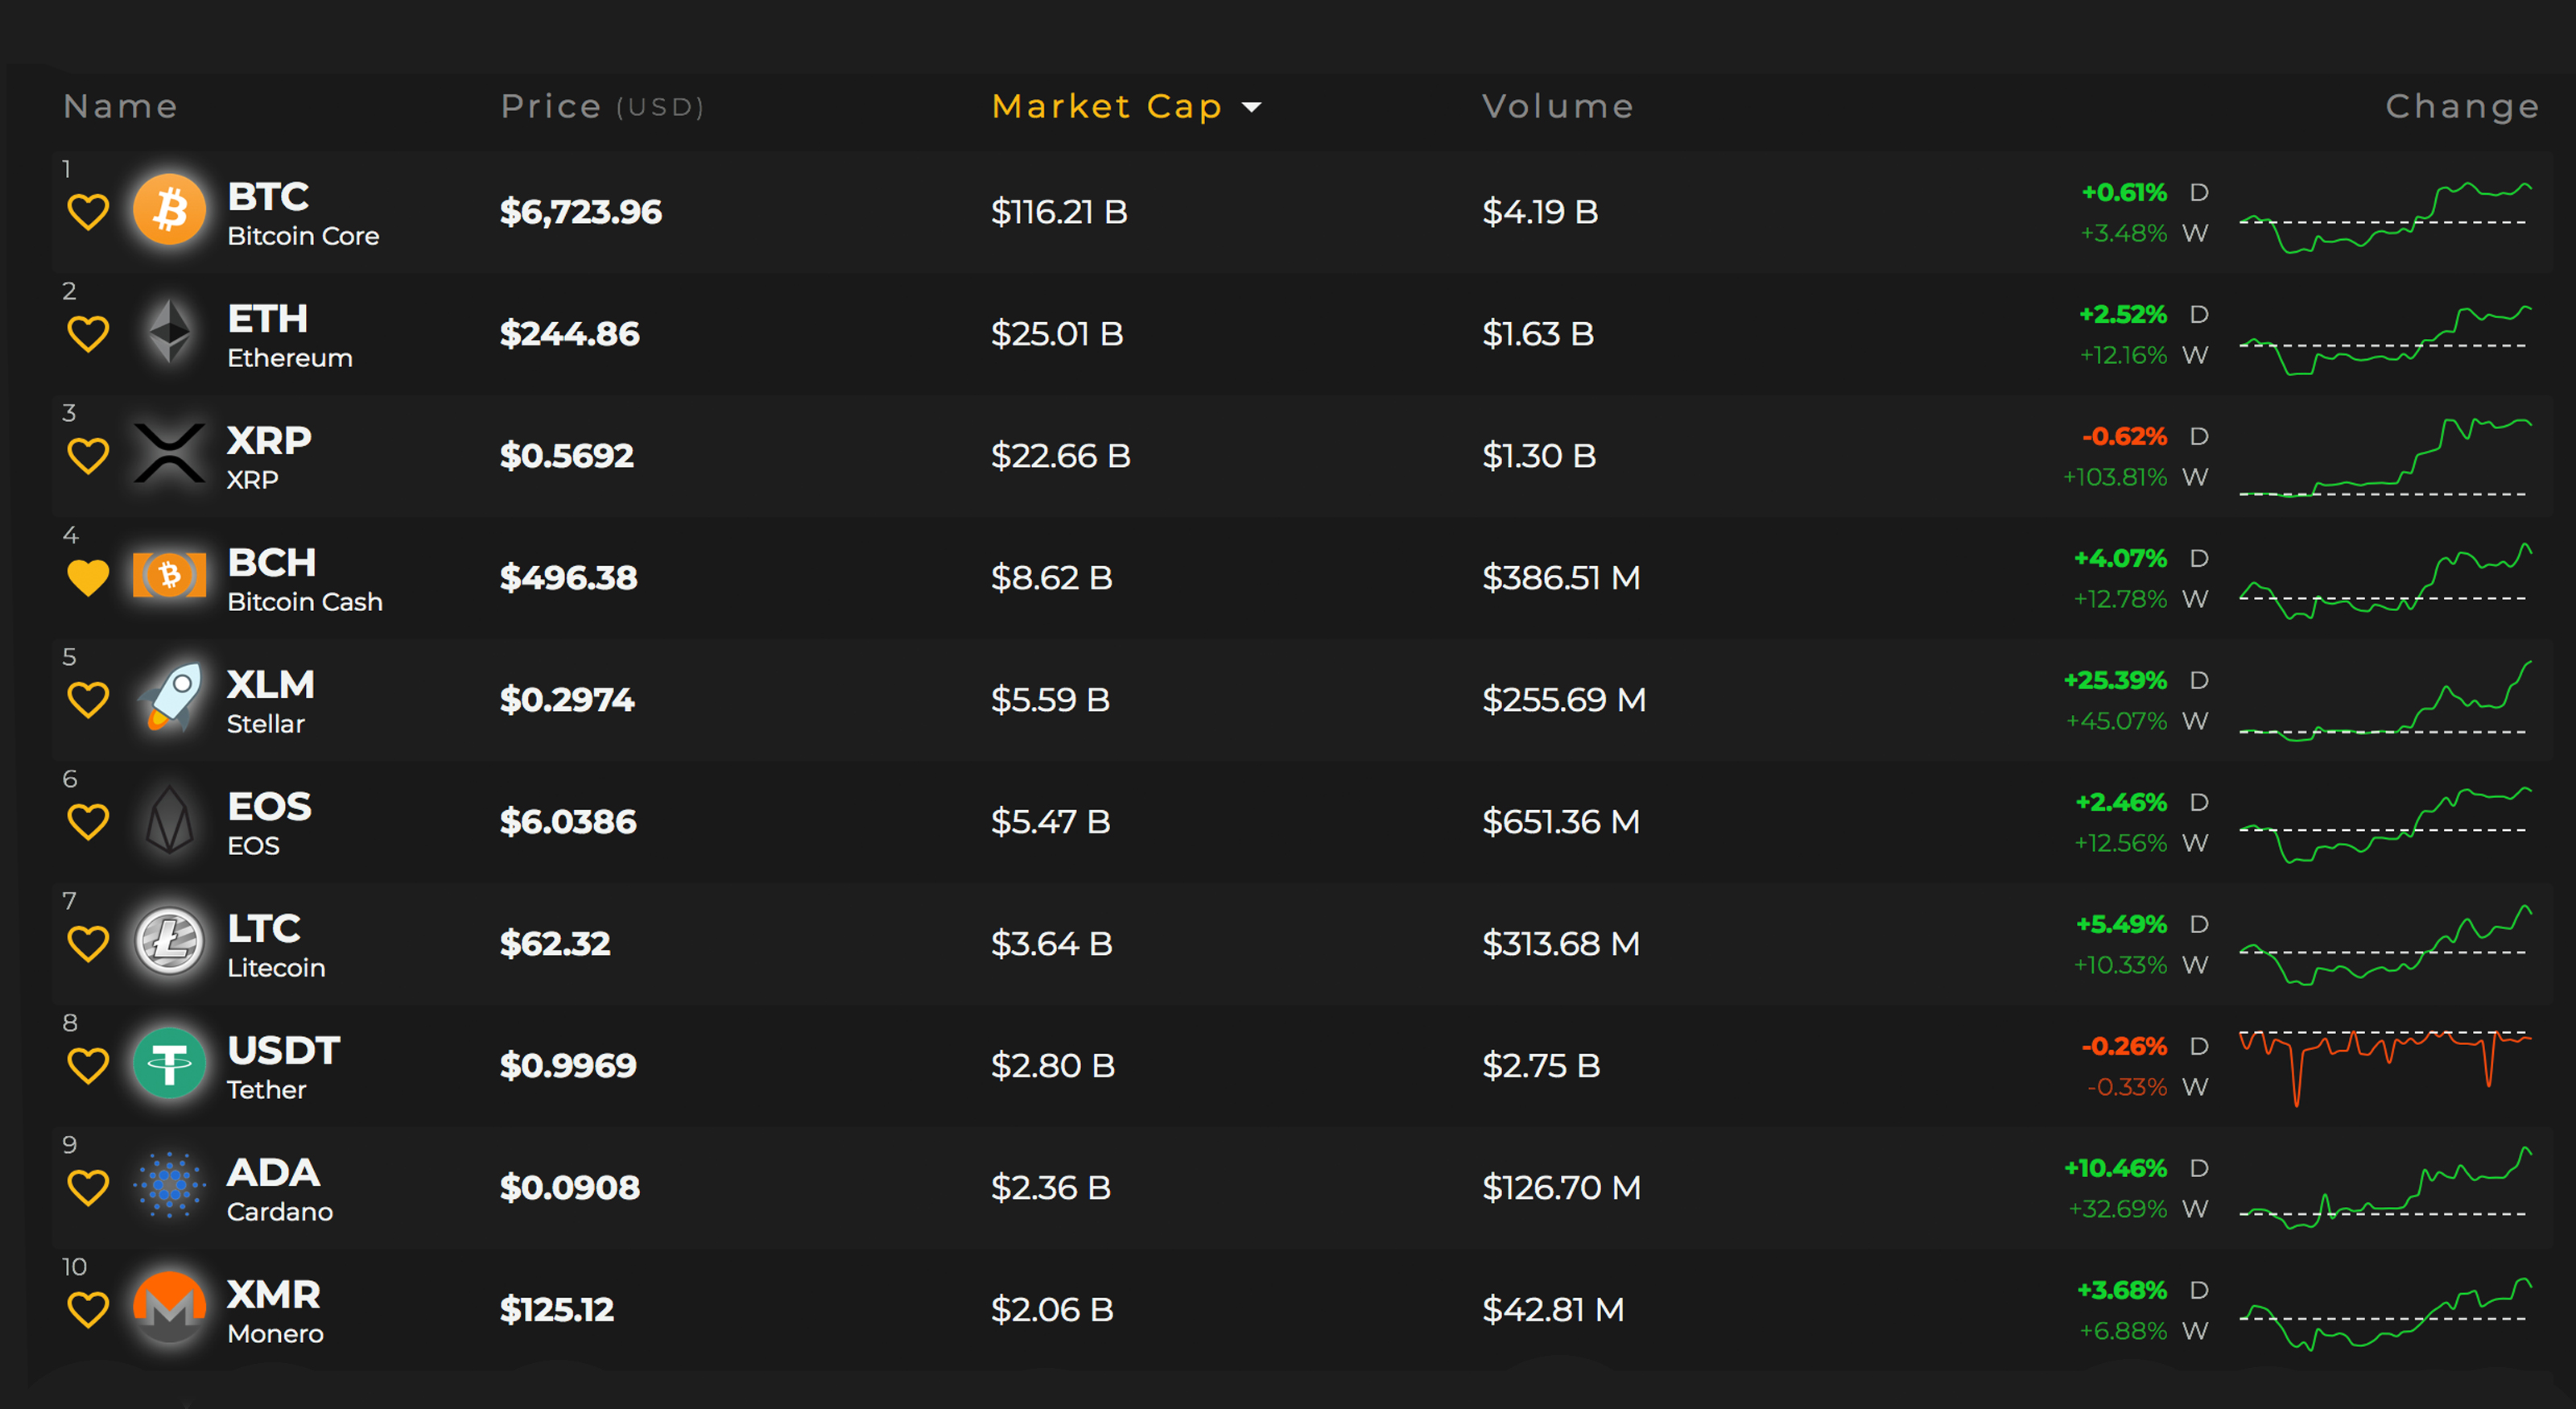 Name Price (USD) Market Cap Volume Change
1
BTC
Bitcoin Core
$6,723.96 $116.21 B $4.19 B
+0.61% D
+3.48% W
2
ETH
Ethereum
$244.86 $25.01 B $1.63 B
+2.52% D
+12.16% W
3
XRP
XRP
$0.5692 $22.66 B $1.30 B
-0.62% D
+103.81% W
4
BCH
Bitcoin Cash
$496.38 $8.62 B $386.51 M
+4.07% D
+12.78% W
5
XLM
Stellar
$0.2974 $5.59 B $255.69 M
+25.39% D
+45.07% W
6
EOS
EOS
$6.0386 $5.47 B $651.36 M
+2.46% D
+12.56% W
7
LTC
Litecoin
$62.32 $3.64 B $313.68 M
+5.49% D
+10.33% W
8
USDT
Tether
$0.9969 $2.80 B $2.75 B
-0.26% D
-0.33% W
9
ADA
Cardano
$0.0908 $2.36 B $126.70 M
+10.46% D
+32.69% W
10
XMR
Monero
$125.12 $2.06 B $42.81 M
+3.68% D
+6.88% W